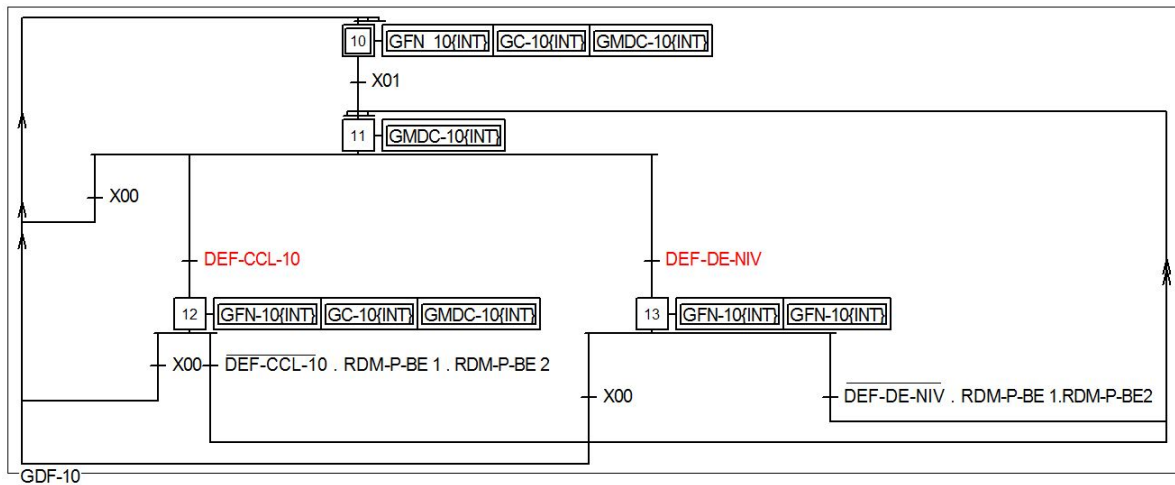 10 GFN_10{INT} GC-10{INT} GMDC-10{INT}
X01
11 GMDC-10{INT}
X00
DEF-CCL-10 DEF-DE-NIV
12 GFN-10{INT} GC-10{INT} GMDC-10{INT} 13 GFN-10{INT} GFN-10{INT}
X00 DEF-CCL-10 . RDM-P-BE 1 . RDM-P-BE 2
X00 DEF-DE-NIV . RDM-P-BE 1.RDM-P-BE2
GDF-10